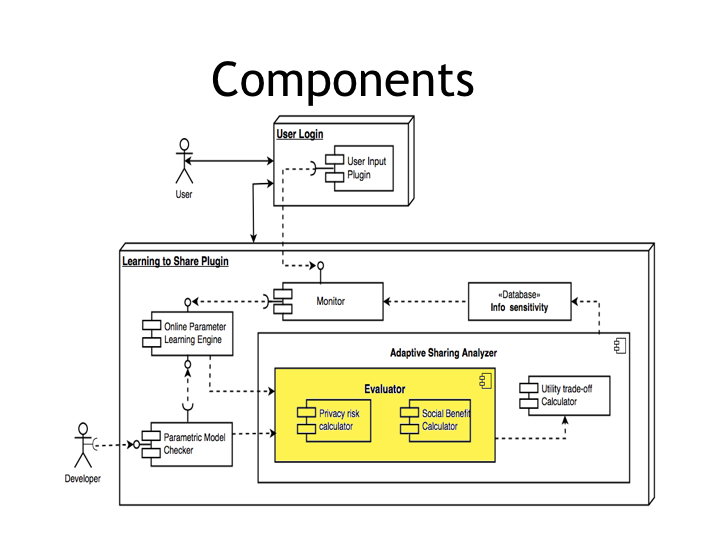 Components
User Login
User Input
Plugin
User
Learning to Share Plugin
Monitor
«Database»
Info sensitivity
Online Parameter
Learning Engine
Adaptive Sharing Analyzer
Evaluator
Utility trade-off
Calculator
Privacy risk
calculator
Social Benefit
Calculator
Parametric Model
Checker
Developer